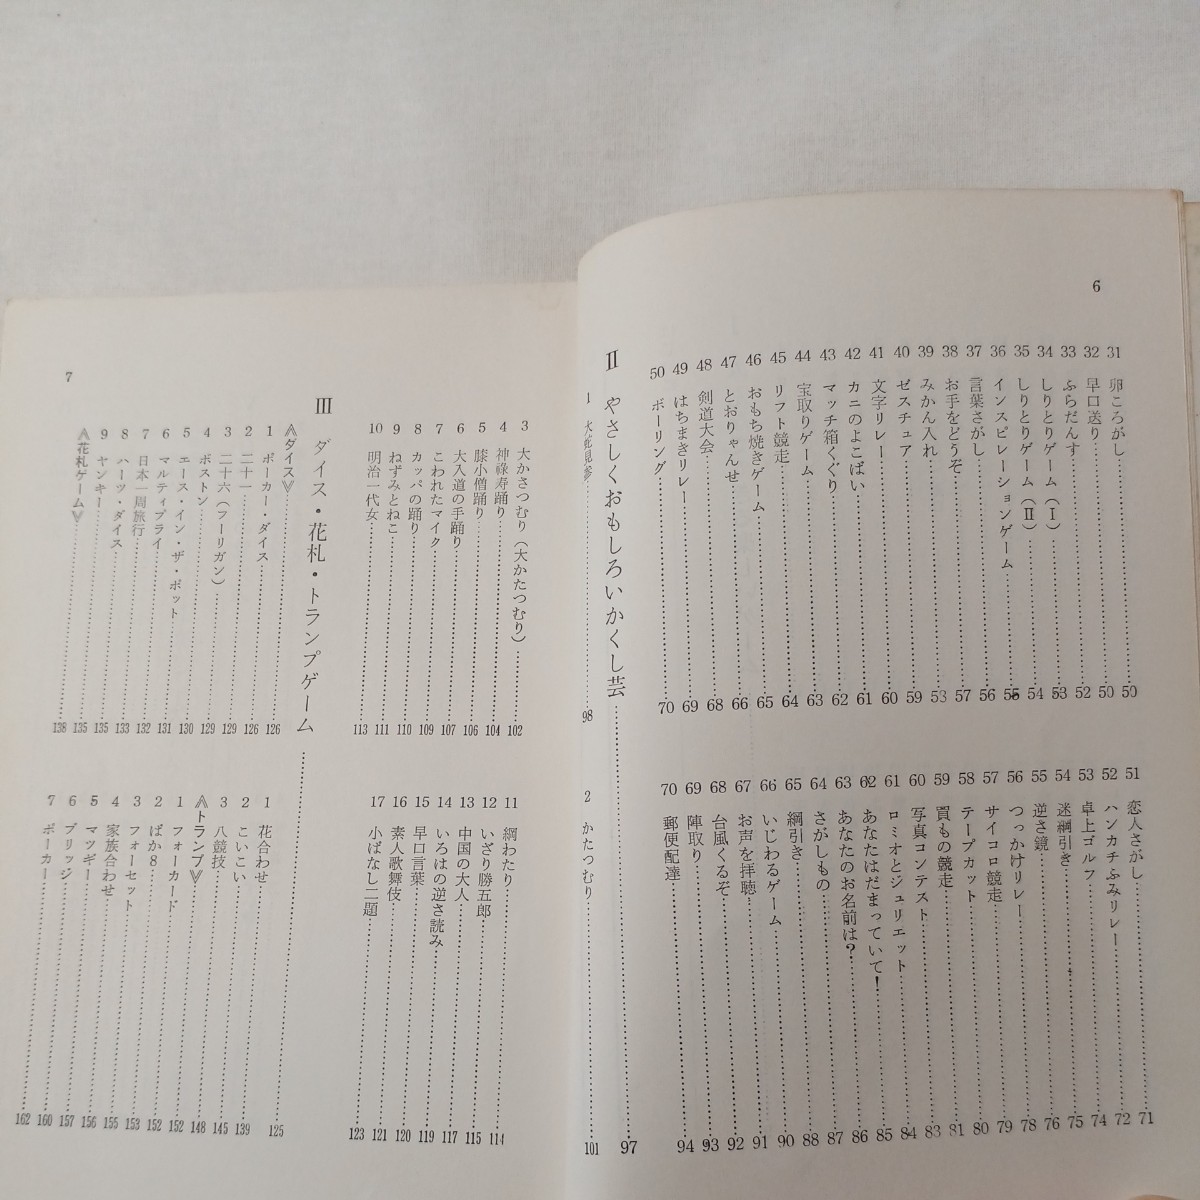 6
31 卵ころがし 50
32 早口送り 50
33 ふらだんす 52
34 しりとりゲーム（Ⅰ） 53
35 しりとりゲーム（Ⅱ） 54
36 インスピレーションゲーム 55
37 言葉さがし 56
38 お手をどうぞ 57
39 みかん入れ 53
40 ゼスチュア 59
41 文字リレー 60
42 カニのよこばい 61
43 マッチ箱くぐり 62
44 宝取りゲーム 63
45 リフト競走 64
46 おもち焼きゲーム 65
47 とおりゃんせ 66
48 剣道大会 68
49 はちまきリレー 69
50 ボーリング 70
51 恋人さがし 71
52 ハンカチふみリレー 72
53 卓上ゴルフ 74
54 迷綱引き 75
55 逆さ鏡 76
56 つっかけリレー 78
57 サイコロ競走 79
58 テープカット 80
59 買もの競走 81
60 写真コンテスト 83
61 ロミオとジュリエット 84
62 あなたはだまっていて！ 85
63 あなたのお名前は？ 86
64 さがしもの 87
65 綱引き 88
66 いじわるゲーム 90
67 お声を拝聴 91
68 台風くるぞ 92
69 陣取り 93
70 郵便配達 94
Ⅱ やさしくおもしろいかくし芸 97
1 大蛇見参 98
2 かたつむり 101
3 大かさつむり（大かたつむり） 102
4 神祿寿踊り 104
5 膝小僧踊り 106
6 大入道の手踊り 107
7 こわれたマイク 109
8 カッパの踊り 110
9 ねずみとねこ 111
10 明治一代女 113
11 綱わたり 114
12 いざり勝五郎 115
13 中国の大人 117
14 いろはの逆さ読み 119
15 早口言葉 120
16 素人歌舞伎 121
17 小ばなし二題 123
Ⅲ ダイス・花札・トランプゲーム 125
《ダイス》 126
1 ポーカー・ダイス 126
2 二十一 129
3 二十六（フーリガン） 129
4 ボストン 130
5 エース・イン・ザ・ポット 131
6 マルティプライ 132
7 日本一周旅行 133
8 ハーツ・ダイス 135
9 ヤンキー 135
《花札ゲーム》 138
1 花合わせ 139
2 こいこい 145
3 八競技 148
《トランプ》 152
1 フォーカード 152
2 ばか8 153
3 フォーセット 155
4 家族合わせ 156
5 マツギー 157
6 ブリッジ 160
7 ポーカー 162
7